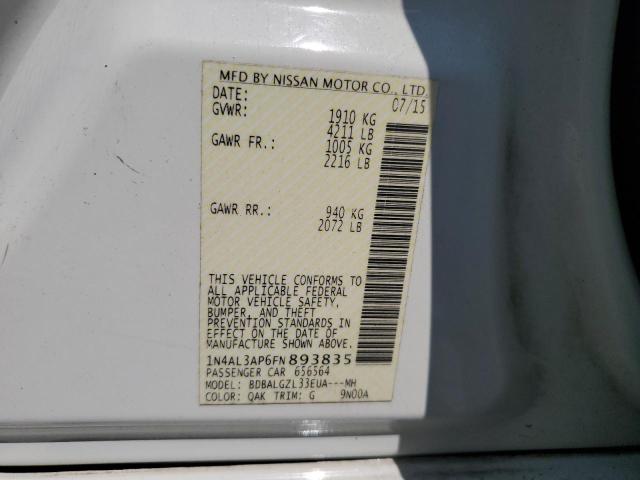 MFD BY NISSAN MOTOR CO., LTD.
DATE: 07/15
GVWR: 1910 KG
4211 LB
GAWR FR.: 1005 KG
2216 LB
GAWR RR.: 940 KG
2072 LB
THIS VEHICLE CONFORMS TO
ALL APPLICABLE FEDERAL
MOTOR VEHICLE SAFETY,
BUMPER, AND THEFT
PREVENTION STANDARDS IN
EFFECT ON THE DATE OF
MANUFACTURE SHOWN ABOVE.
1N4AL3AP6FN893835
PASSENGER CAR 656564
MODEL: BDBALGZL33EUA---MH
COLOR: QAK TRIM: G 9N00A